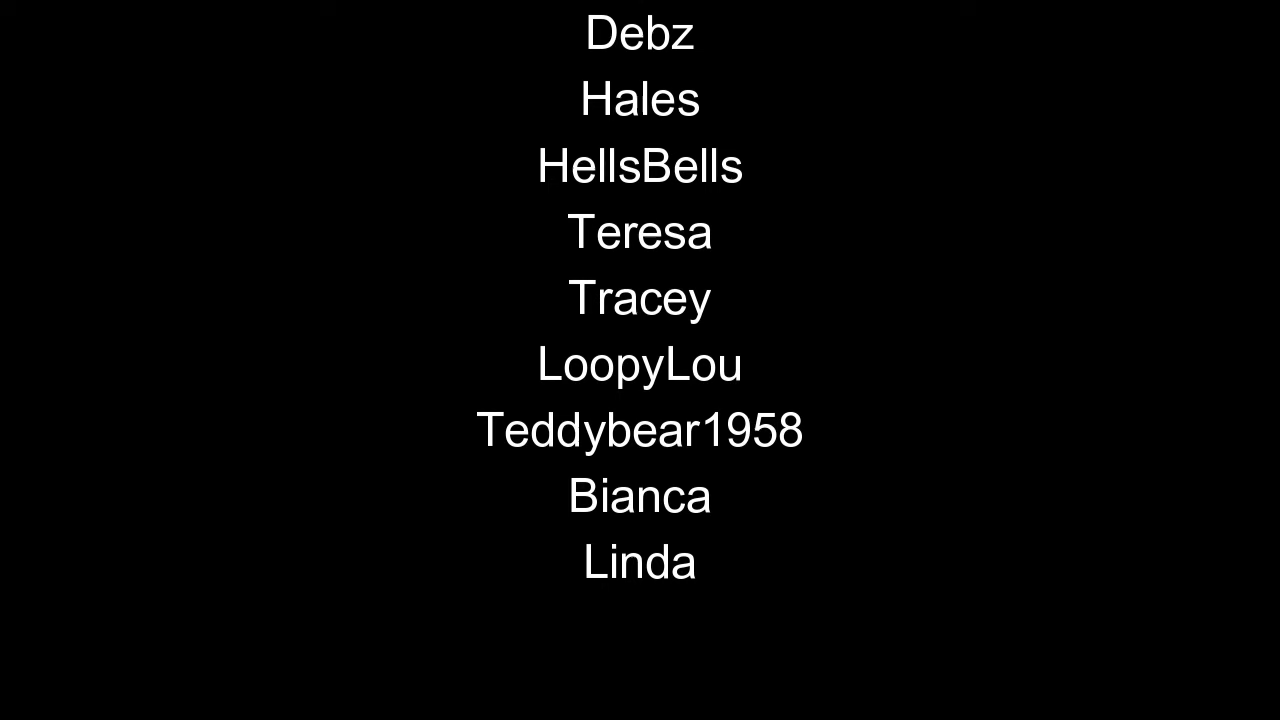 Debz
Hales
HellsBells
Teresa
Tracey
LoopyLou
Teddybear1958
Bianca
Linda